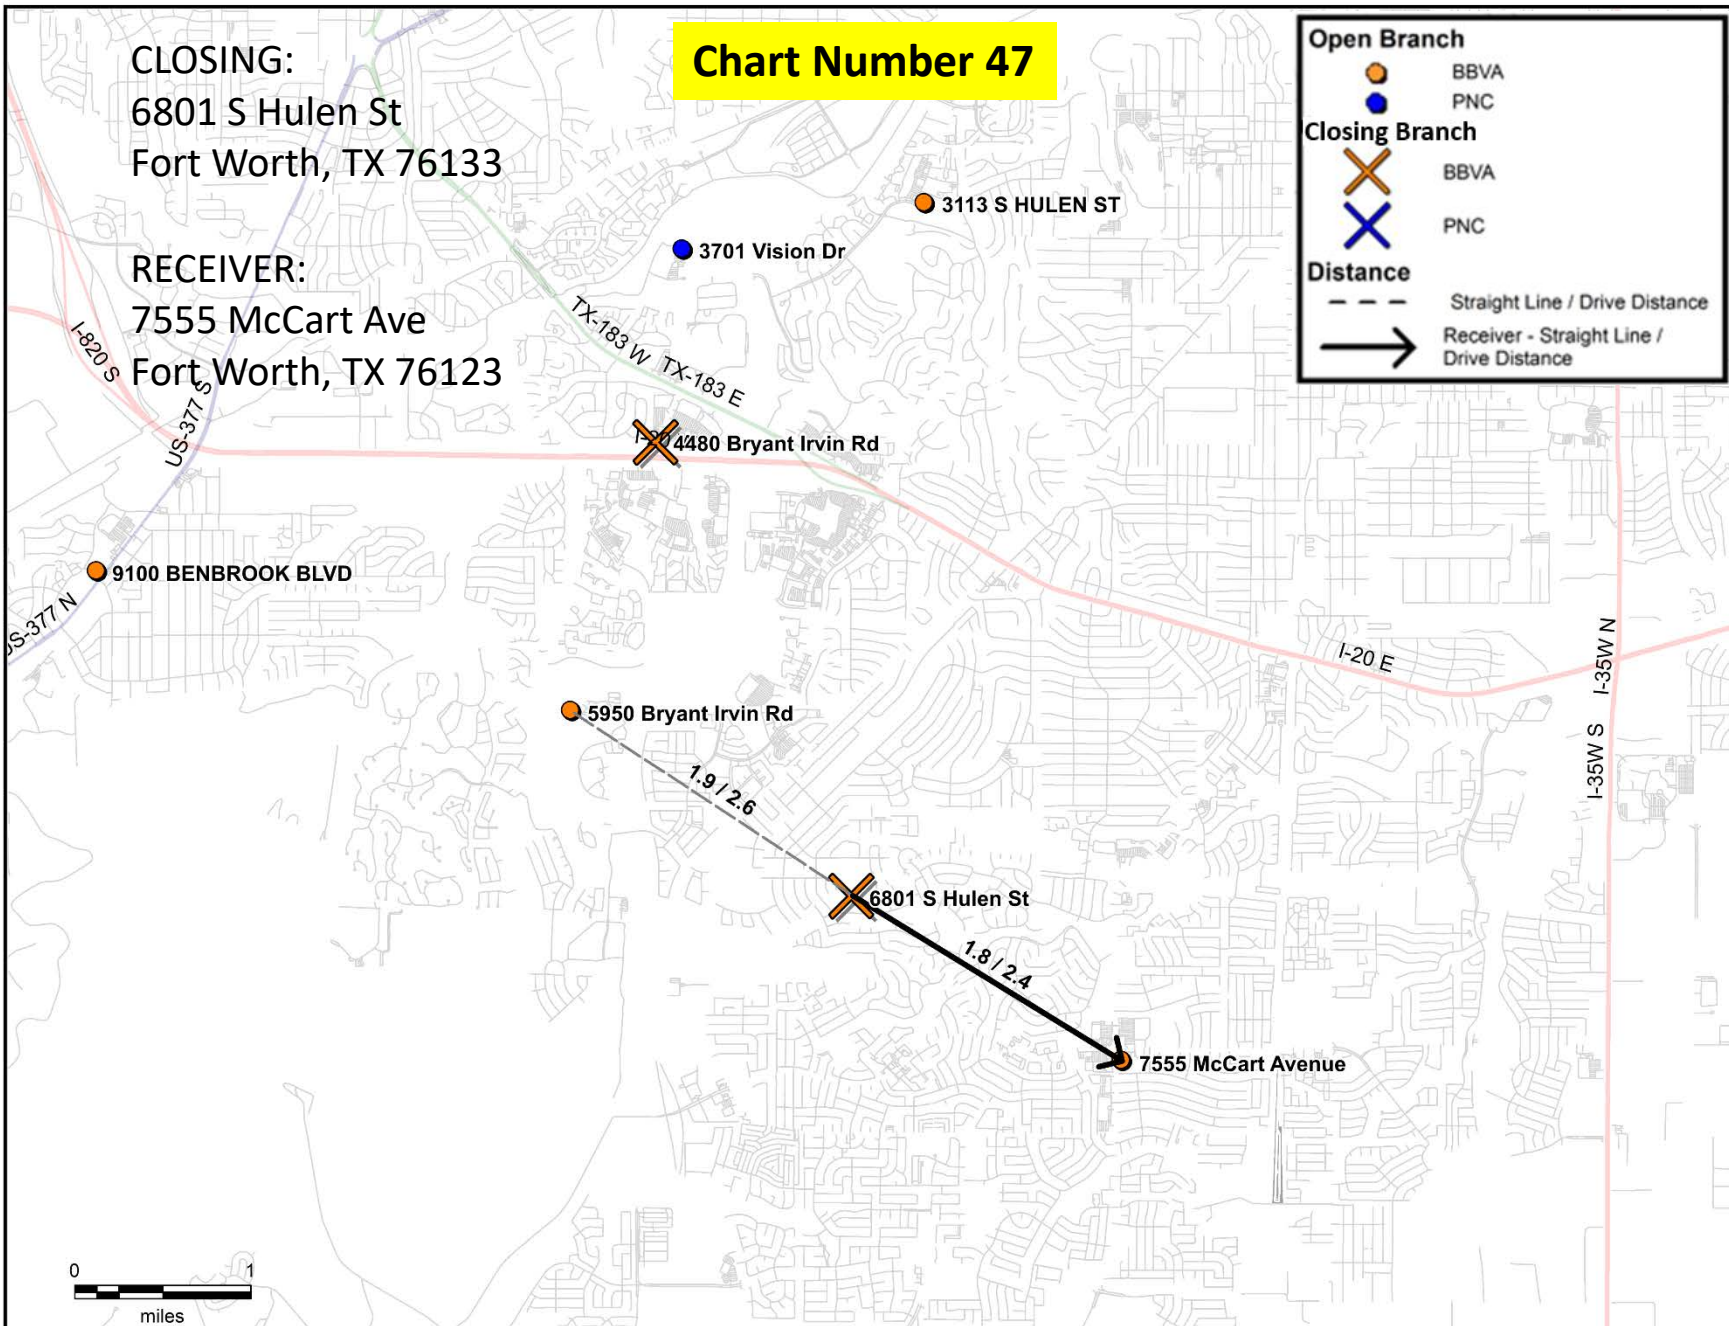 CLOSING:
6801 S Hulen St
Fort Worth, TX 76133
RECEIVER:
7555 McCart Ave
Fort Worth, TX 76123
Chart Number 47
Open Branch
BBVA
PNC
Closing Branch
BBVA
PNC
Distance
Straight Line / Drive Distance
Receiver - Straight Line /
Drive Distance
3113 S HULEN ST
3701 Vision Dr
TX-183 W
TX-183 E
I-820 S
US-377 S
4480 Bryant Irvin Rd
9100 BENBROOK BLVD
US-377 N
I-20 E
I-35W N
I-35W S
5950 Bryant Irvin Rd
1.9 / 2.6
6801 S Hulen St
1.8 / 2.4
7555 McCart Avenue
0 1
miles